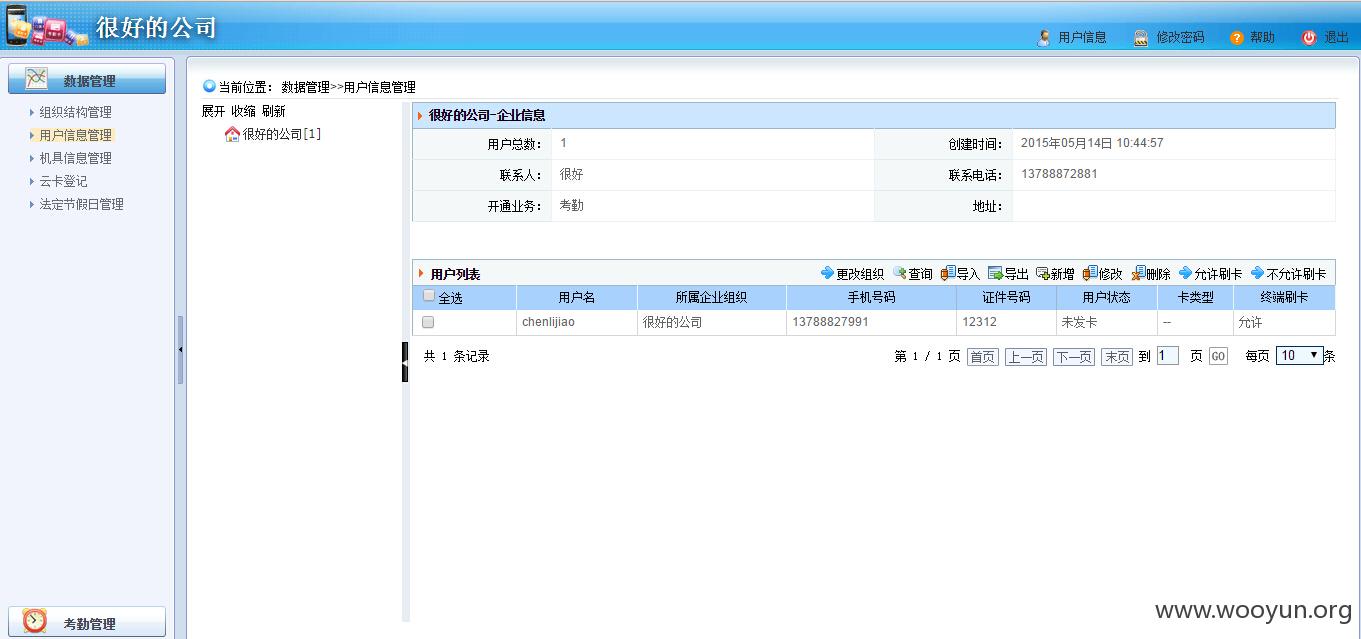 很好的公司
用户信息 修改密码 帮助 退出
数据管理
组织结构管理
用户信息管理
机具信息管理
云卡登记
法定节假日管理
考勤管理
当前位置： 数据管理>>用户信息管理
展开 收缩 刷新
很好的公司[1]
很好的公司-企业信息
用户总数： 1 创建时间： 2015年05月14日 10:44:57
联系人： 很好 联系电话： 13788872881
开通业务： 考勤 地址：
用户列表 更改组织 查询 导入 导出 新增 修改 删除 允许刷卡 不允许刷卡
全选 用户名 所属企业组织 手机号码 证件号码 用户状态 卡类型 终端刷卡
chenlijiao 很好的公司 13788827991 12312 未发卡 -- 允许
共 1 条记录 第 1 / 1 页 首页 上一页 下一页 末页 到 1 页 GO 每页 10 条
www.wooyun.org